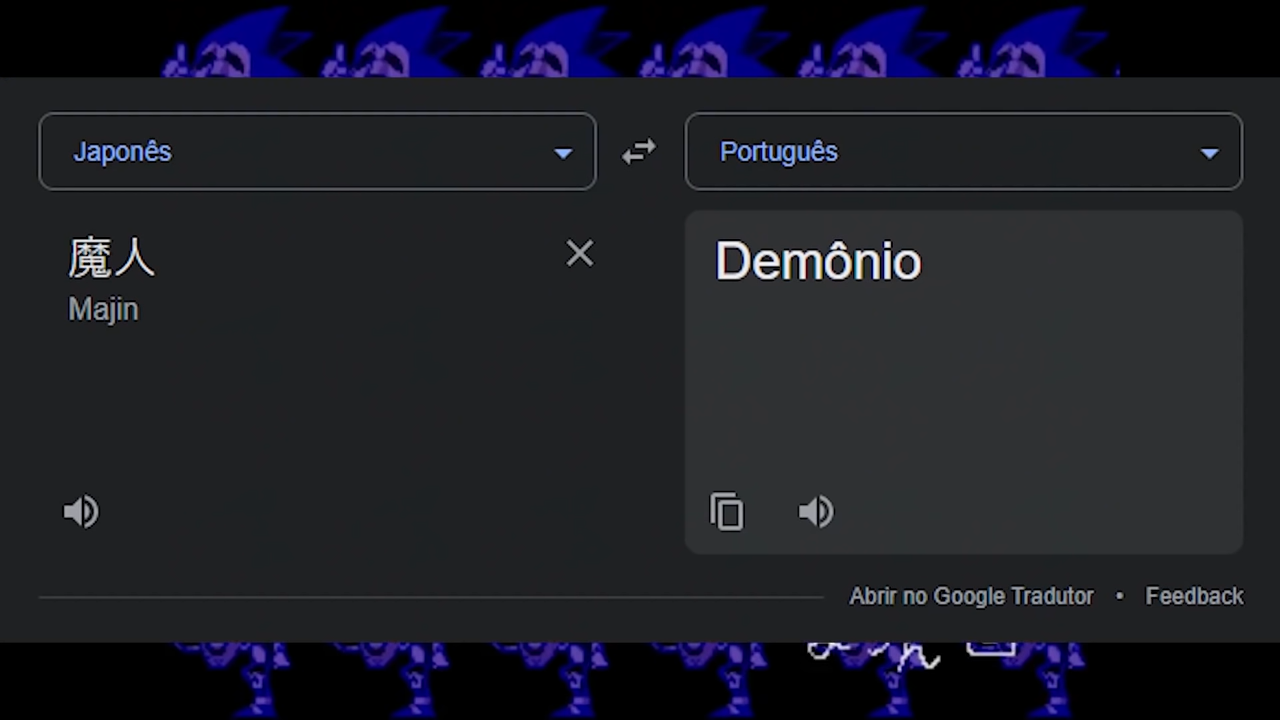 Japonês
Português
魔人
Majin
Demônio
Abrir no Google Tradutor • Feedback